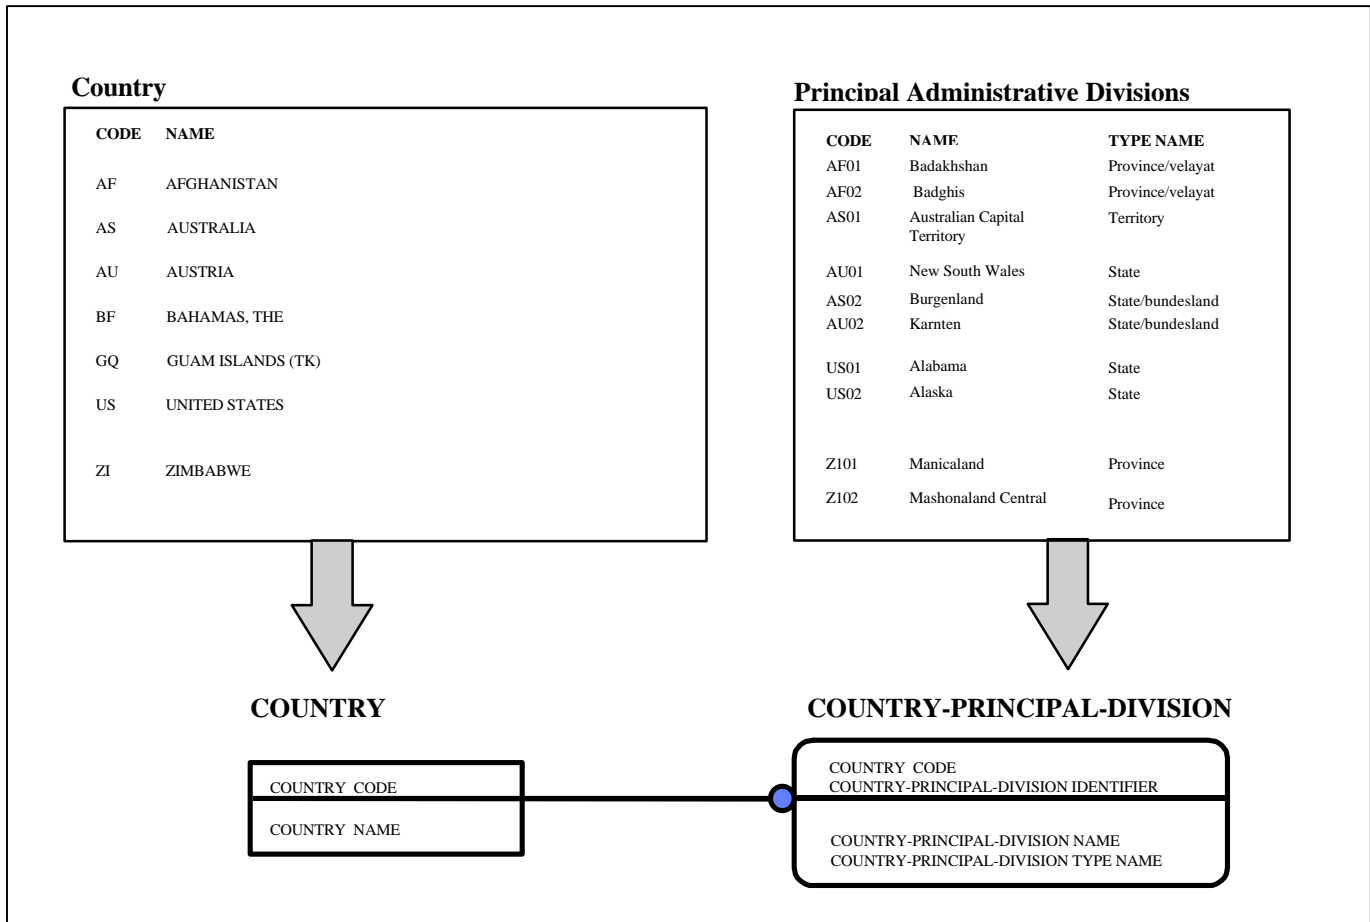 Country
CODE NAME
AF AFGHANISTAN
AS AUSTRALIA
AU AUSTRIA
BF BAHAMAS, THE
GQ GUAM ISLANDS (TK)
US UNITED STATES
ZI ZIMBABWE
Principal Administrative Divisions
CODE NAME TYPE NAME
AF01 Badakhshan Province/velayat
AF02 Badghis Province/velayat
AS01 Australian Capital Territory
Territory
AU01 New South Wales State
AS02 Burgenland State/bundesland
AU02 Karnten State/bundesland
US01 Alabama State
US02 Alaska State
Z101 Manicaland Province
Z102 Mashonaland Central Province
COUNTRY
COUNTRY CODE
COUNTRY NAME
COUNTRY-PRINCIPAL-DIVISION
COUNTRY CODE
COUNTRY-PRINCIPAL-DIVISION IDENTIFIER
COUNTRY-PRINCIPAL-DIVISION NAME
COUNTRY-PRINCIPAL-DIVISION TYPE NAME